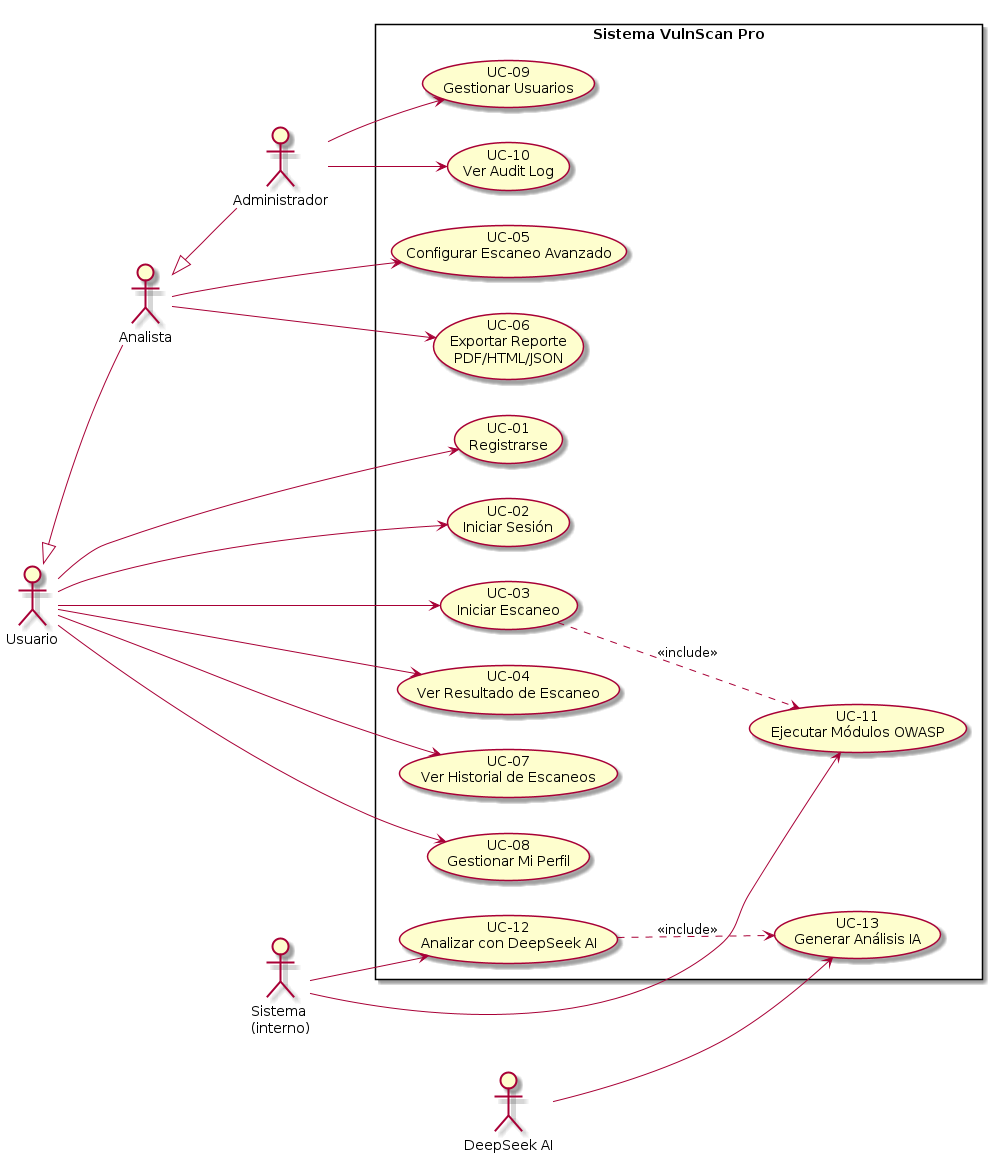 Sistema VulnScan Pro
UC-09
Gestionar Usuarios
UC-10
Ver Audit Log
Administrador
UC-05
Configurar Escaneo Avanzado
Analista
UC-06
Exportar Reporte
PDF/HTML/JSON
UC-01
Registrarse
UC-02
Iniciar Sesión
UC-03
Iniciar Escaneo
Usuario
«include»
UC-04
Ver Resultado de Escaneo
UC-11
Ejecutar Módulos OWASP
UC-07
Ver Historial de Escaneos
UC-08
Gestionar Mi Perfil
UC-12
Analizar con DeepSeek AI
«include»
UC-13
Generar Análisis IA
Sistema
(interno)
DeepSeek AI